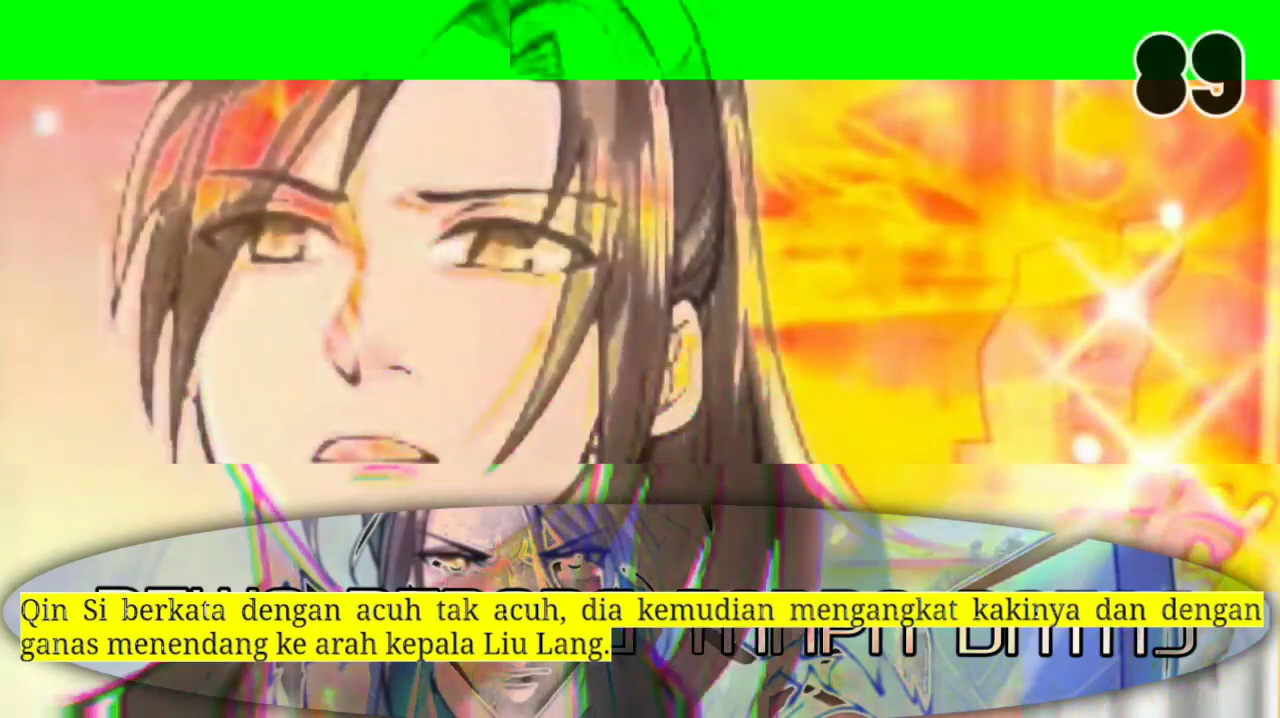 89
Qin Si berkata dengan acuh tak acuh, dia kemudian mengangkat kakinya dan dengan
ganas menendang ke arah kepala Liu Lang.